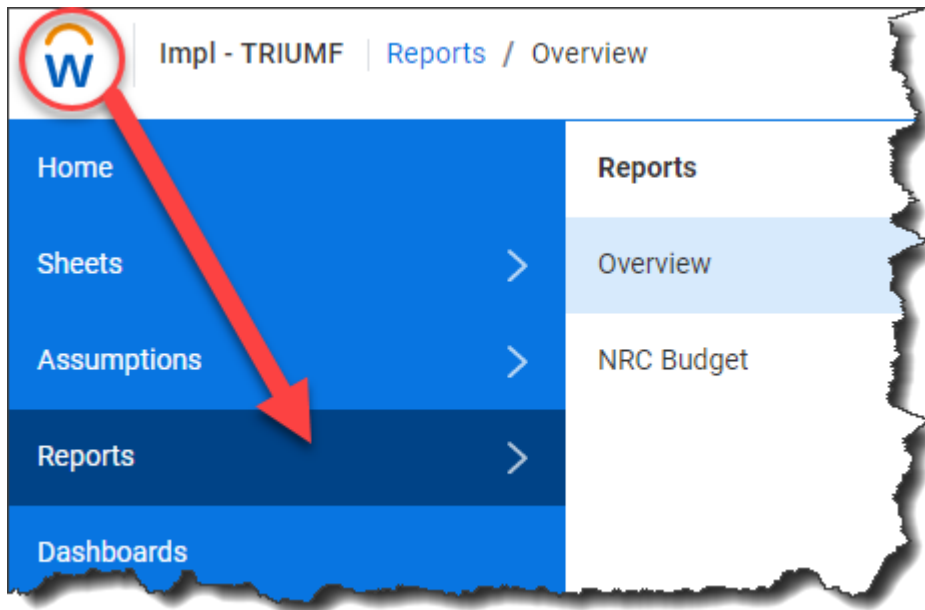 W
Impl - TRIUMF Reports / Overview
Home
Sheets
Assumptions
Reports
Dashboards
Reports
Overview
NRC Budget